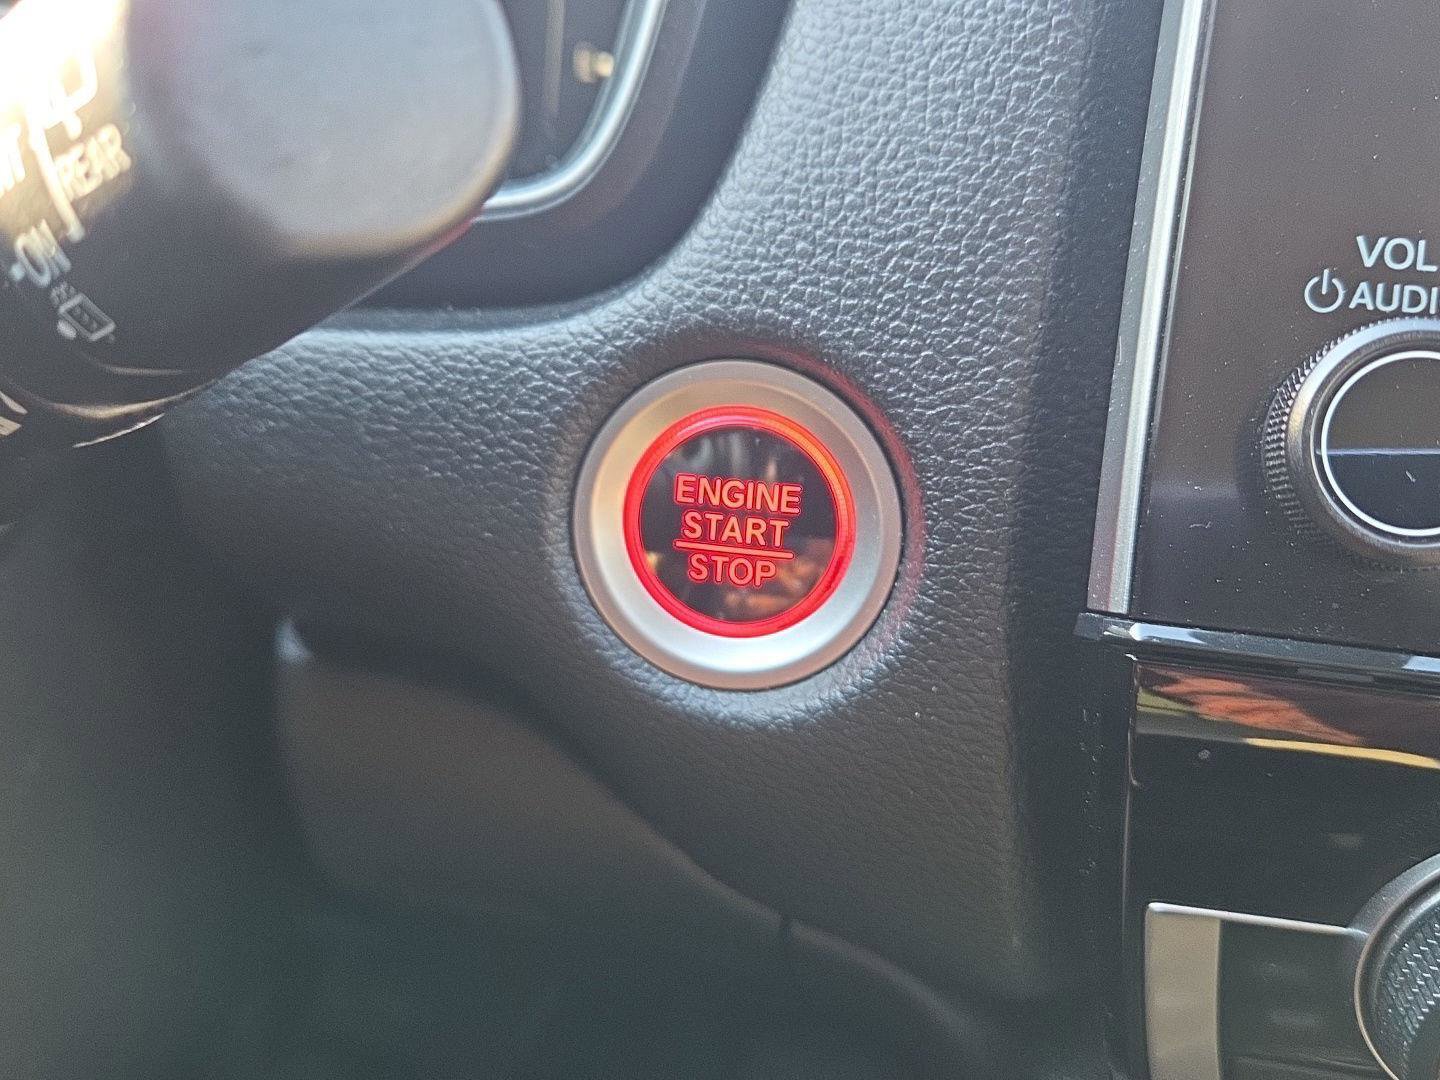 REAR
ON
VOL
AUDI
ENGINE
START
STOP